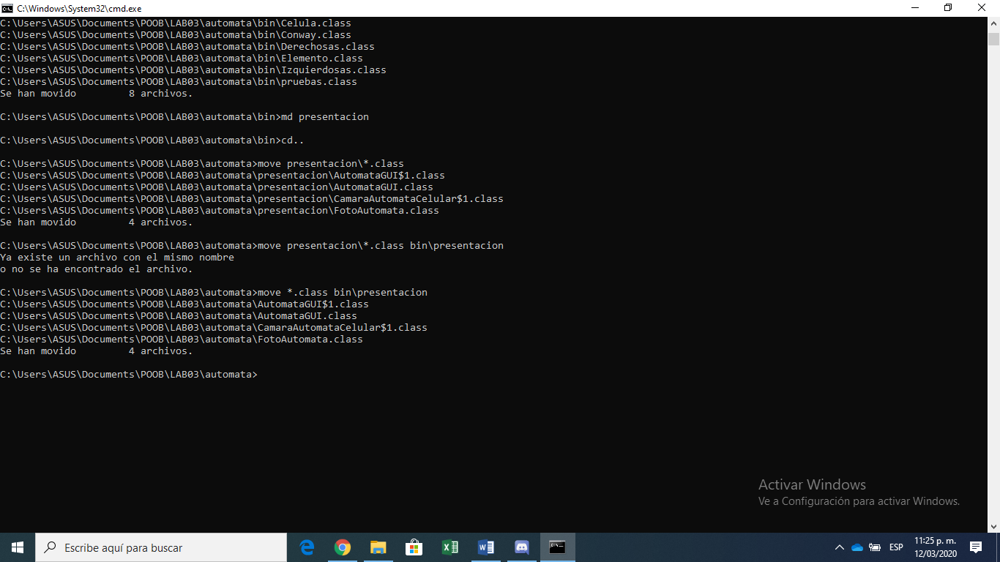 C:\Windows\System32\cmd.exe
C:\Users\ASUS\Documents\POOB\LAB03\automata\bin\Celula.class
C:\Users\ASUS\Documents\POOB\LAB03\automata\bin\Conway.class
C:\Users\ASUS\Documents\POOB\LAB03\automata\bin\Derechosas.class
C:\Users\ASUS\Documents\POOB\LAB03\automata\bin\Elemento.class
C:\Users\ASUS\Documents\POOB\LAB03\automata\bin\Izquierdosas.class
C:\Users\ASUS\Documents\POOB\LAB03\automata\bin\pruebas.class
Se han movido         8 archivos.
C:\Users\ASUS\Documents\POOB\LAB03\automata\bin>md presentacion
C:\Users\ASUS\Documents\POOB\LAB03\automata\bin>cd..
C:\Users\ASUS\Documents\POOB\LAB03\automata>move presentacion\*.class
C:\Users\ASUS\Documents\POOB\LAB03\automata\presentacion\AutomataGUI$1.class
C:\Users\ASUS\Documents\POOB\LAB03\automata\presentacion\AutomataGUI.class
C:\Users\ASUS\Documents\POOB\LAB03\automata\presentacion\CamaraAutomataCelular$1.class
C:\Users\ASUS\Documents\POOB\LAB03\automata\presentacion\FotoAutomata.class
Se han movido         4 archivos.
C:\Users\ASUS\Documents\POOB\LAB03\automata>move presentacion\*.class bin\presentacion
Ya existe un archivo con el mismo nombre
o no se ha encontrado el archivo.
C:\Users\ASUS\Documents\POOB\LAB03\automata>move *.class bin\presentacion
C:\Users\ASUS\Documents\POOB\LAB03\automata\AutomataGUI$1.class
C:\Users\ASUS\Documents\POOB\LAB03\automata\AutomataGUI.class
C:\Users\ASUS\Documents\POOB\LAB03\automata\CamaraAutomataCelular$1.class
C:\Users\ASUS\Documents\POOB\LAB03\automata\FotoAutomata.class
Se han movido         4 archivos.
C:\Users\ASUS\Documents\POOB\LAB03\automata>
Activar Windows
Ve a Configuración para activar Windows.
Escribe aquí para buscar
ESP
11:25 p. m.
12/03/2020